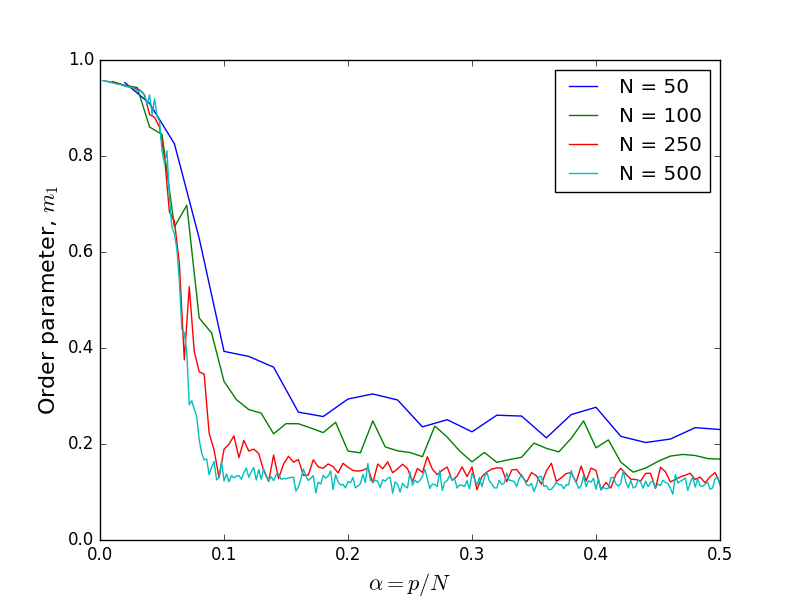 1.0
0.8
0.6
0.4
0.2
0.0
Order parameter, m₁
N = 50
N = 100
N = 250
N = 500
0.0 0.1 0.2 0.3 0.4 0.5
α = p/N